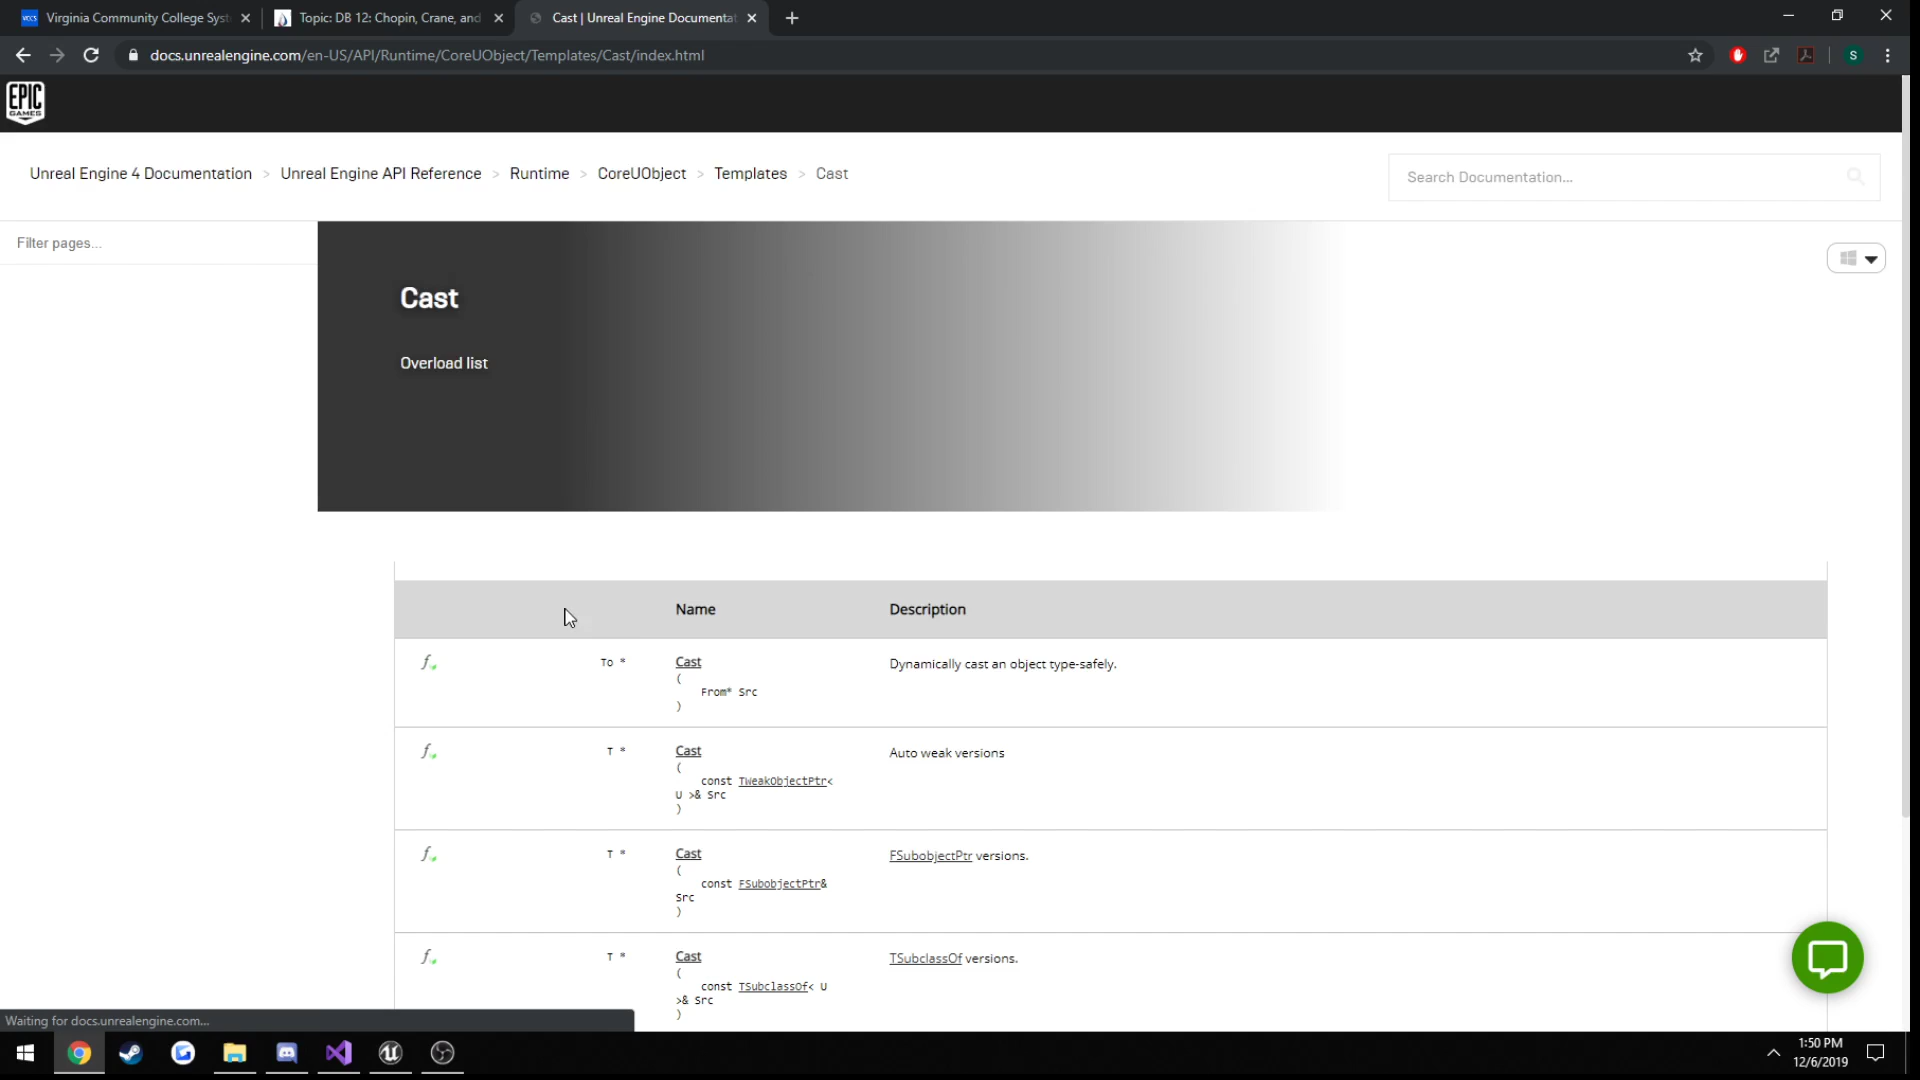 Virginia Community College Syst
Topic: DB 12: Chopin, Crane, and
Cast | Unreal Engine Documentat
docs.unrealengine.com/en-US/API/Runtime/CoreUObject/Templates/Cast/index.html
S
EPIC
GAMES
Unreal Engine 4 Documentation > Unreal Engine API Reference > Runtime > CoreUObject > Templates > Cast
Search Documentation...
Filter pages...
Cast
Overload list
Name Description
To * Cast Dynamically cast an object type-safely.
(
From* Src
)
T * Cast Auto weak versions
(
const TWeakObjectPtr<
U >& Src
)
T * Cast FSubobjectPtr versions.
(
const FSubobjectPtr&
Src
)
T * Cast TSubclassOf versions.
(
const TSubclassOf< U
>& Src
)
Waiting for docs.unrealengine.com...
1:50 PM
12/6/2019